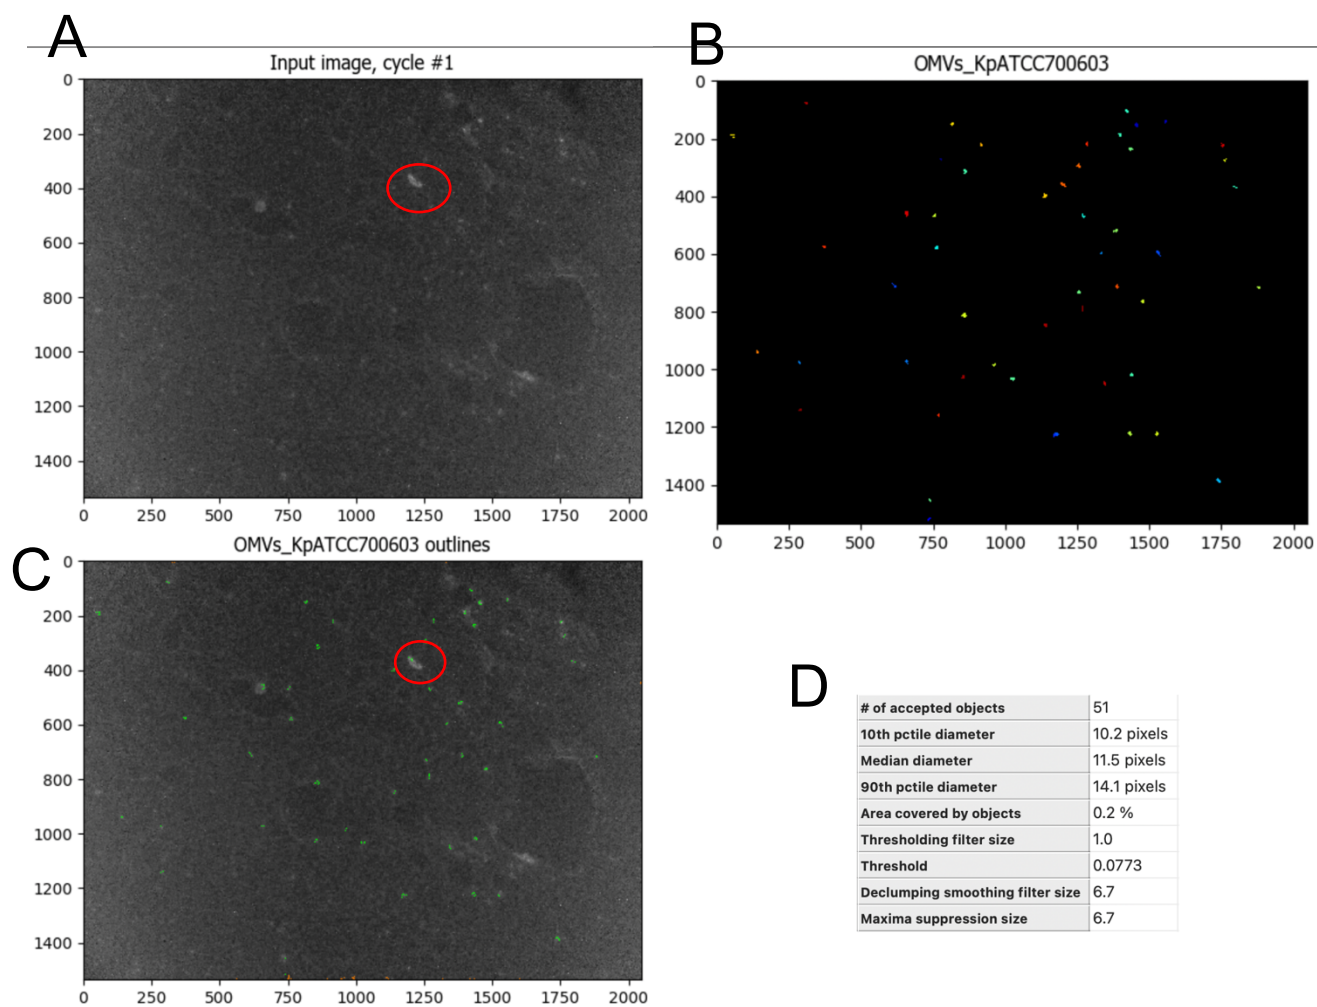 A
Input image, cycle #1
0
200
400
600
800
1000
1200
1400
0 250 500 750 1000 1250 1500 1750 2000
B
OMVs_KpATCC700603
0
200
400
600
800
1000
1200
1400
0 250 500 750 1000 1250 1500 1750 2000
C
OMVs_KpATCC700603 outlines
0
200
400
600
800
1000
1200
1400
0 250 500 750 1000 1250 1500 1750 2000
D
# of accepted objects 51
10th pctile diameter 10.2 pixels
Median diameter 11.5 pixels
90th pctile diameter 14.1 pixels
Area covered by objects 0.2 %
Thresholding filter size 1.0
Threshold 0.0773
Declumping smoothing filter size 6.7
Maxima suppression size 6.7